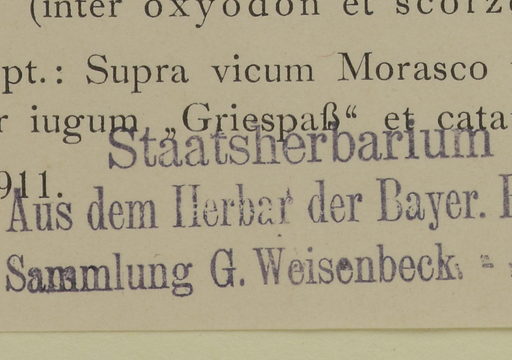 (inter oxyodon et scorz
pt.: Supra vicum Morasco
r iugum „Griespaß“ et cata
911.
Staatsherbarium
Aus dem Herbar der Bayer.
Sammlung G. Weisenbeck. -